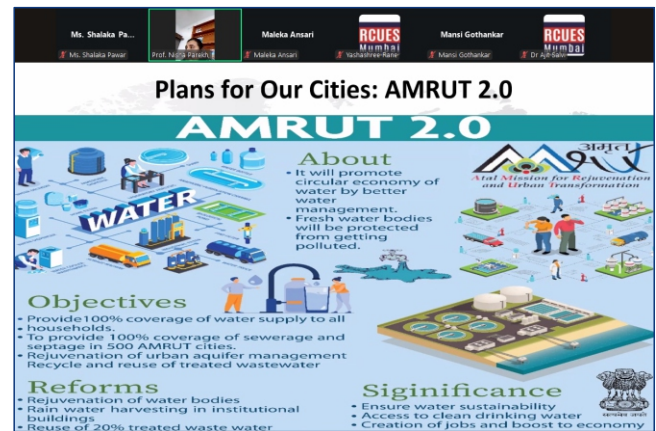 Ms. Shalaka Pa...
Maleka Ansari
RCUES
Mumbai
Mansi Gothankar
RCUES
Mumbai
Ms. Shalaka Pawar
Prof. Nisha Parekh
Maleka Ansari
Yashashree Rane
Mansi Gothankar
Dr Ajit Salvi
Plans for Our Cities: AMRUT 2.0
AMRUT 2.0
WATER
About
• It will promote
circular economy of
water by better
water
management.
• Fresh water bodies
will be protected
from getting
polluted.
अमृत
Atal Mission for Rejuvenation
and Urban Transformation
Objectives
• Provide100% coverage of water supply to all
• households.
• To provide 100% coverage of sewerage and
septage in 500 AMRUT cities.
• Rejuvenation of urban aquifer management
Recycle and reuse of treated wastewater
Reforms
• Rejuvenation of water bodies
• Rain water harvesting in institutional
buildings
• Reuse of 20% treated waste water
Siginificance
• Ensure water sustainability
• Access to clean drinking water
• Creation of jobs and boost to economy
सत्यमेव जयते